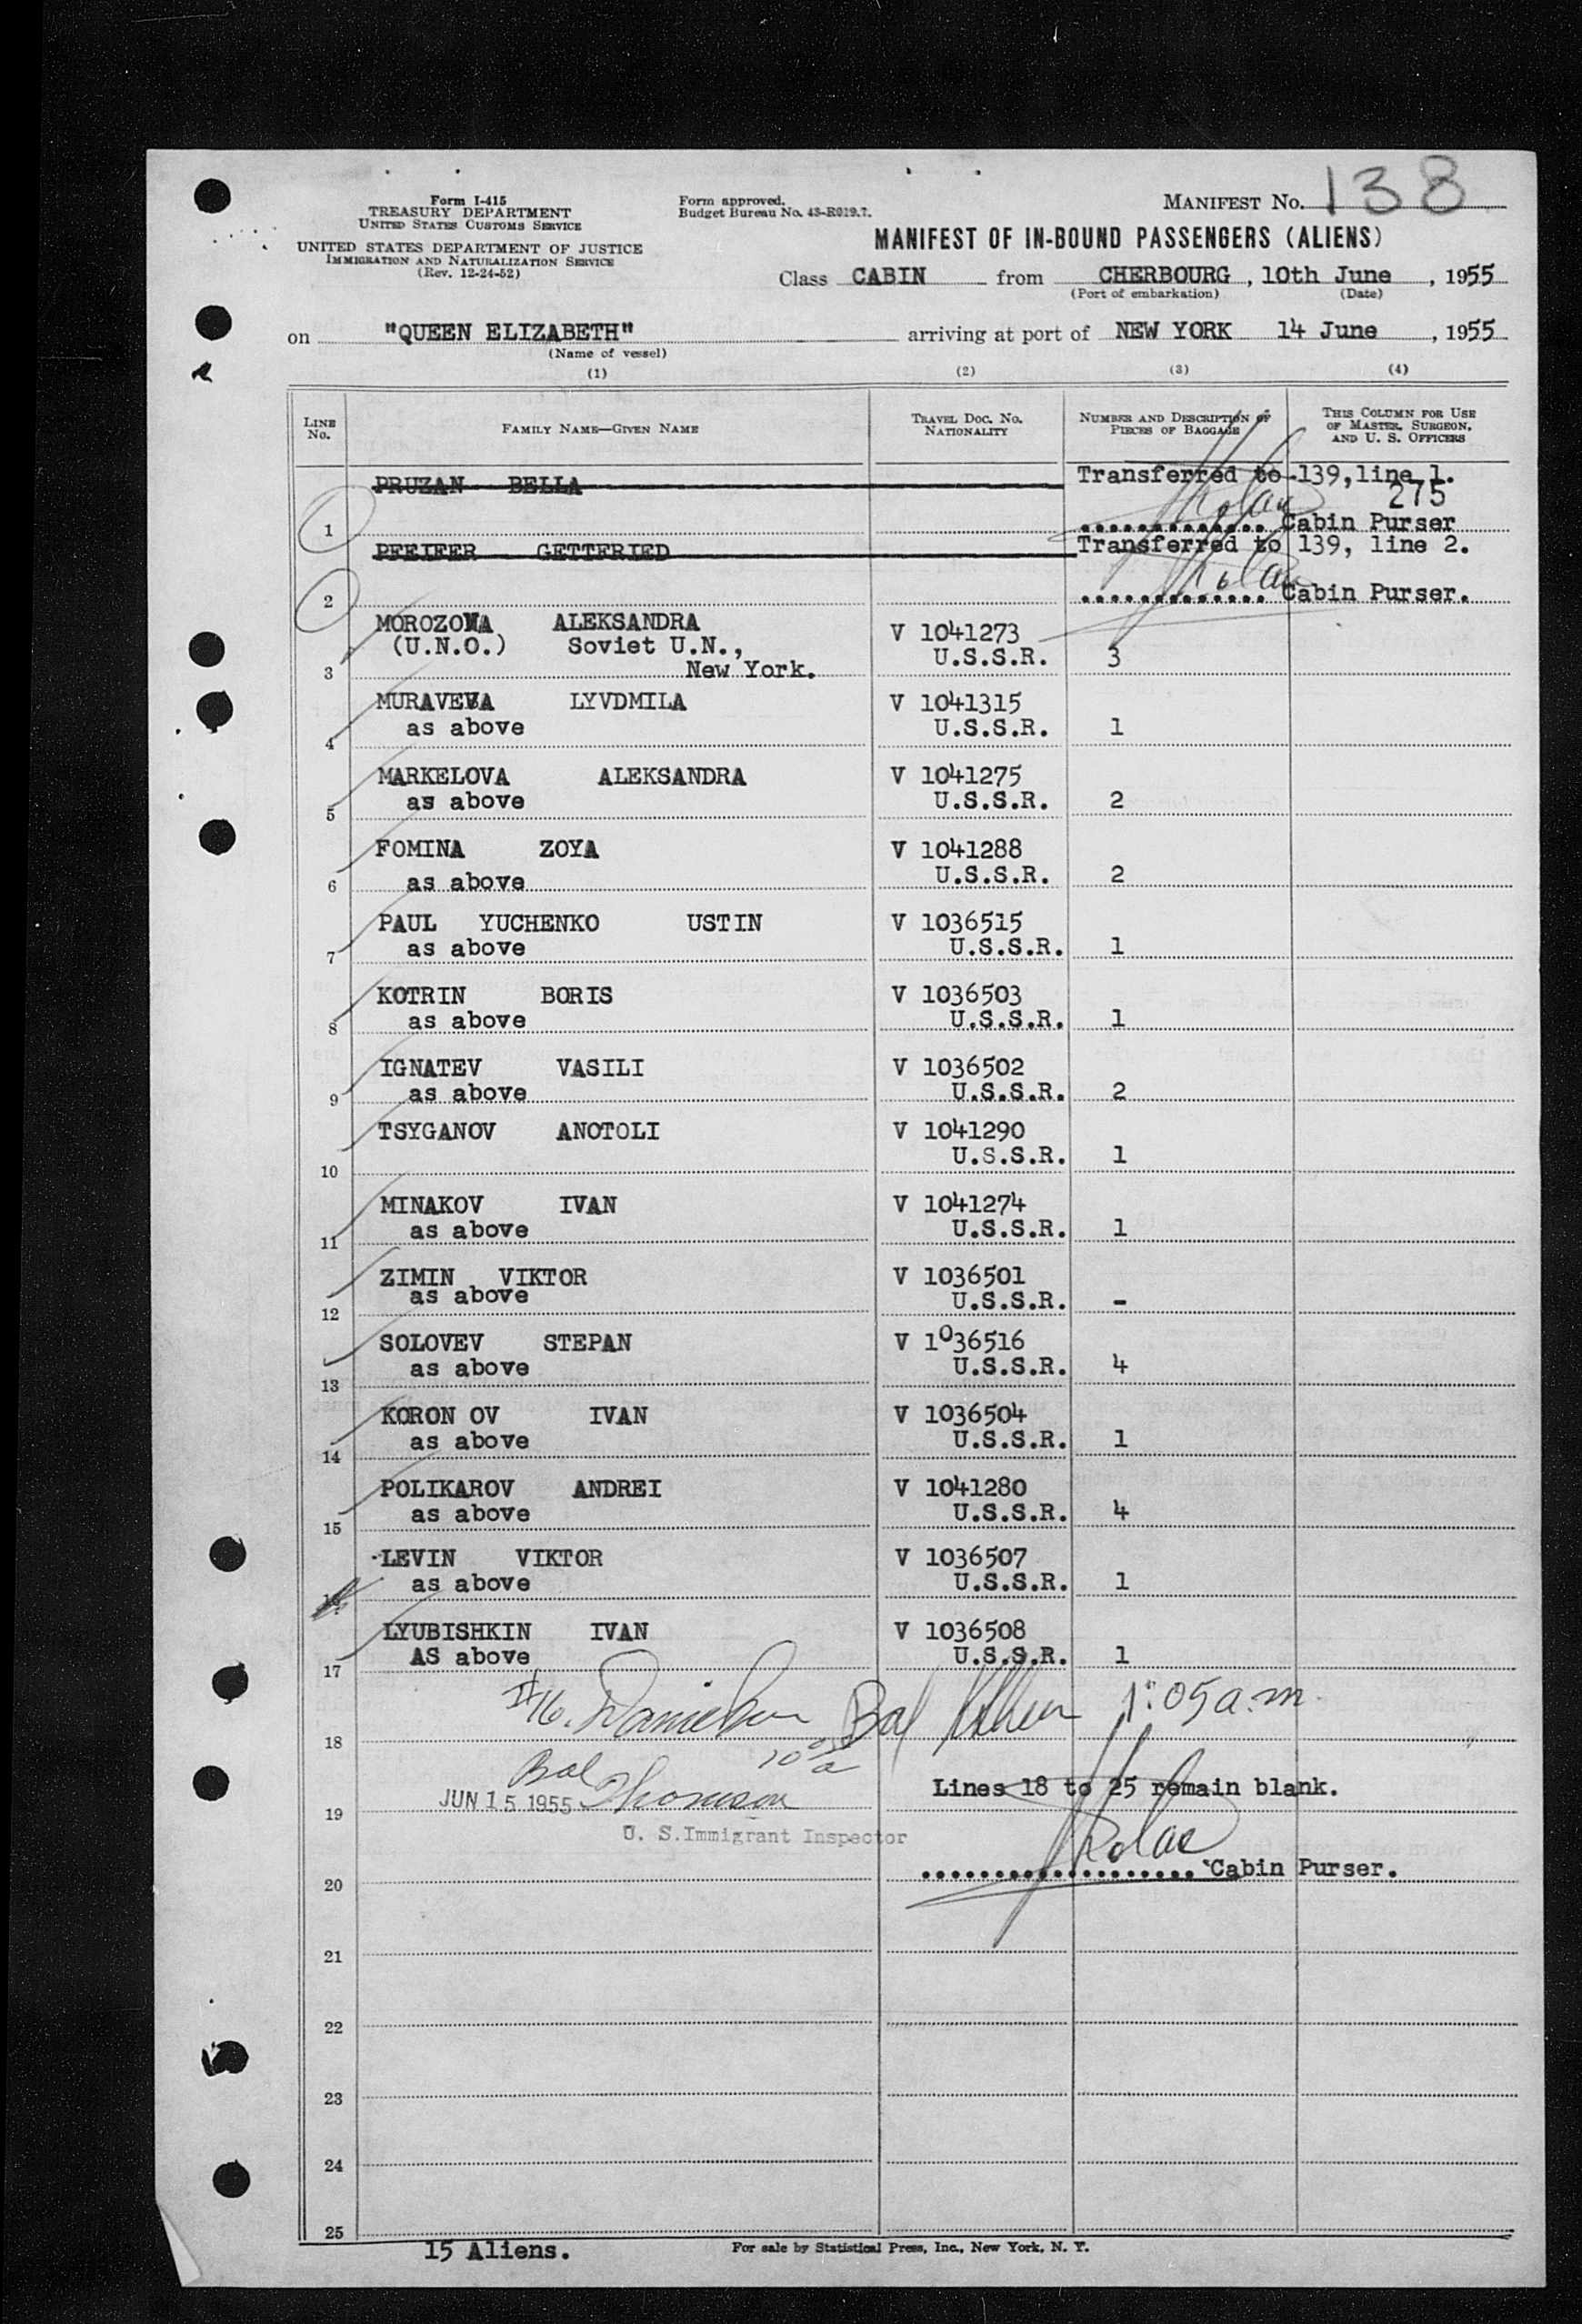 Form I-415
TREASURY DEPARTMENT
UNITED STATES CUSTOMS SERVICE
UNITED STATES DEPARTMENT OF JUSTICE
IMMIGRATION AND NATURALIZATION SERVICE
(Rev. 12-24-52)
Form approved.
Budget Bureau No. 43-R019.7.
MANIFEST No. 138
MANIFEST OF IN-BOUND PASSENGERS (ALIENS)
Class CABIN from CHERBOURG, 10th June, 1955
(Port of embarkation) (Date)
on "QUEEN ELIZABETH" arriving at port of NEW YORK 14 June, 1955
(Name of vessel)
(1) (2) (3) (4)
LINE No. FAMILY NAME—GIVEN NAME TRAVEL DOC. NO. NATIONALITY NUMBER AND DESCRIPTION OF PIECES OF BAGGAGE THIS COLUMN FOR USE OF MASTER, SURGEON, AND U. S. OFFICERS
PRUZAN BELLA Transferred to 139, line 1.
275
1 ............. Cabin Purser
PFEIFER GETTFRIED Transferred to 139, line 2.
2 ............. Cabin Purser.
MOROZOVA ALEKSANDRA V 1041273
(U.N.O.) Soviet U.N., U.S.S.R. 3
3 New York.
MURAVEVA LYVDMILA V 1041315
as above U.S.S.R. 1
4
MARKELOVA ALEKSANDRA V 1041275
as above U.S.S.R. 2
5
FOMINA ZOYA V 1041288
6 as above U.S.S.R. 2
PAUL YUCHENKO USTIN V 1036515
7 as above U.S.S.R. 1
KOTRIN BORIS V 1036503
8 as above U.S.S.R. 1
IGNATEV VASILI V 1036502
9 as above U.S.S.R. 2
TSYGANOV ANOTOLI V 1041290
10 U.S.S.R. 1
MINAKOV IVAN V 1041274
11 as above U.S.S.R. 1
ZIMIN VIKTOR V 1036501
12 as above U.S.S.R. -
SOLOVEV STEPAN V 1036516
13 as above U.S.S.R. 4
KORON OV IVAN V 1036504
14 as above U.S.S.R. 1
POLIKAROV ANDREI V 1041280
15 as above U.S.S.R. 4
LEVIN VIKTOR V 1036507
16 as above U.S.S.R. 1
LYUBISHKIN IVAN V 1036508
17 AS above U.S.S.R. 1
#16. Danielson Bal 1:05 a.m.
18
Bal
Lines 18 to 25 remain blank.
19 JUN 15 1955 Thomson
U. S. Immigrant Inspector
20 ................... Cabin Purser.
21
22
23
24
25
15 Aliens.
For sale by Statistical Press, Inc., New York, N. Y.